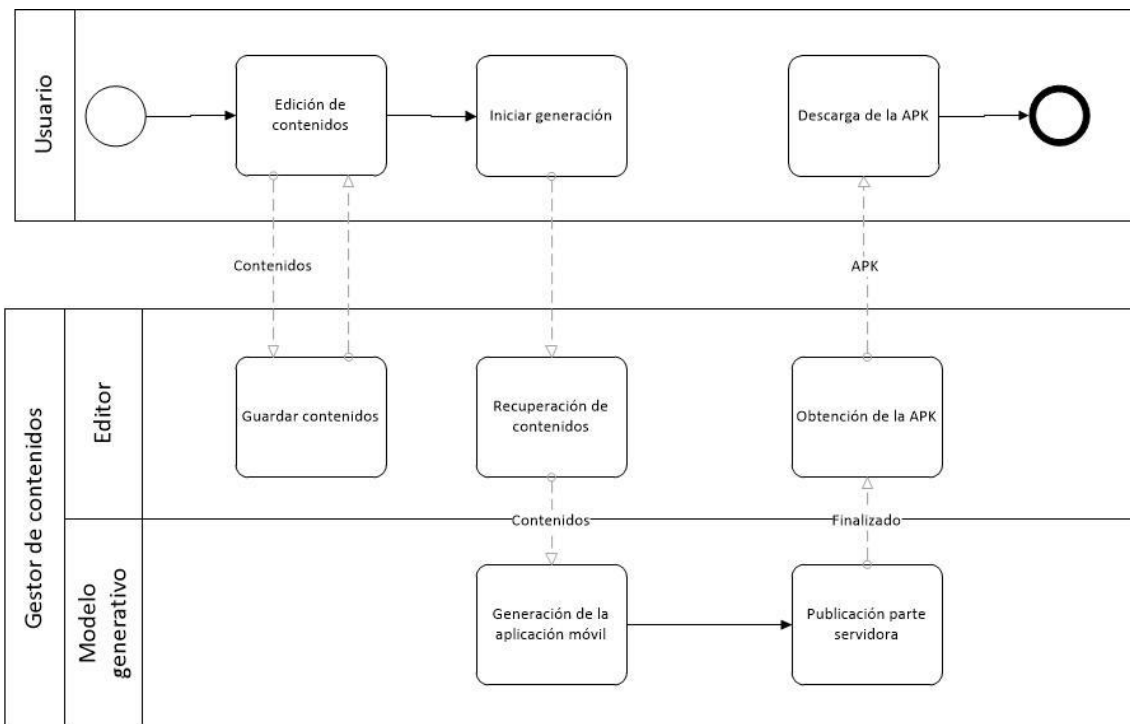 Usuario
Edición de
contenidos
Iniciar generación
Descarga de la APK
Contenidos
APK
Gestor de contenidos
Editor
Guardar contenidos
Recuperación de
contenidos
Obtención de la APK
Contenidos
Finalizado
Modelo
generativo
Generación de la
aplicación móvil
Publicación parte
servidora